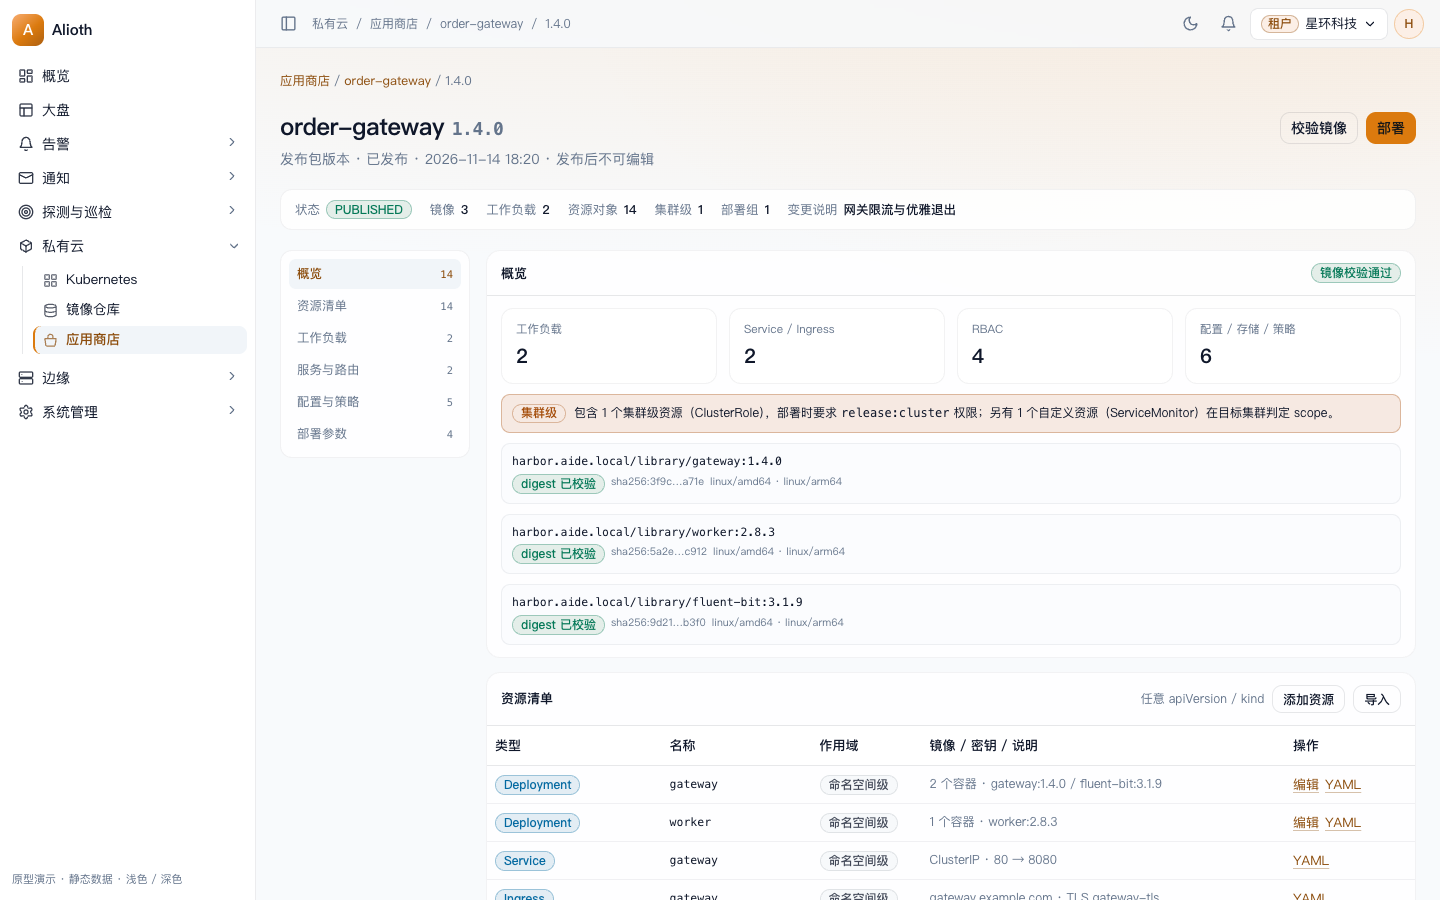 A Alioth
概览
大盘
告警
通知
探测与巡检
私有云
Kubernetes
镜像仓库
应用商店
边缘
系统管理
原型演示 · 静态数据 · 浅色 / 深色
私有云 / 应用商店 / order-gateway / 1.4.0
租户 星环科技
H
应用商店 / order-gateway / 1.4.0
order-gateway 1.4.0
校验镜像 部署
发布包版本 · 已发布 · 2026-11-14 18:20 · 发布后不可编辑
状态 PUBLISHED 镜像 3 工作负载 2 资源对象 14 集群级 1 部署组 1 变更说明 网关限流与优雅退出
概览 14
资源清单 14
工作负载 2
服务与路由 2
配置与策略 5
部署参数 4
概览 镜像校验通过
工作负载 Service / Ingress RBAC 配置 / 存储 / 策略
2 2 4 6
集群级 包含 1 个集群级资源（ClusterRole），部署时要求 release:cluster 权限；另有 1 个自定义资源（ServiceMonitor）在目标集群判定 scope。
harbor.aide.local/library/gateway:1.4.0
digest 已校验 sha256:3f9c…a71e linux/amd64 · linux/arm64
harbor.aide.local/library/worker:2.8.3
digest 已校验 sha256:5a2e…c912 linux/amd64 · linux/arm64
harbor.aide.local/library/fluent-bit:3.1.9
digest 已校验 sha256:9d21…b3f0 linux/amd64 · linux/arm64
资源清单 任意 apiVersion / kind 添加资源 导入
类型 名称 作用域 镜像 / 密钥 / 说明 操作
Deployment gateway 命名空间级 2 个容器 · gateway:1.4.0 / fluent-bit:3.1.9 编辑 YAML
Deployment worker 命名空间级 1 个容器 · worker:2.8.3 编辑 YAML
Service gateway 命名空间级 ClusterIP · 80 → 8080 YAML
Ingress gateway 命名空间级 gateway.example.com · TLS gateway-tls YAML